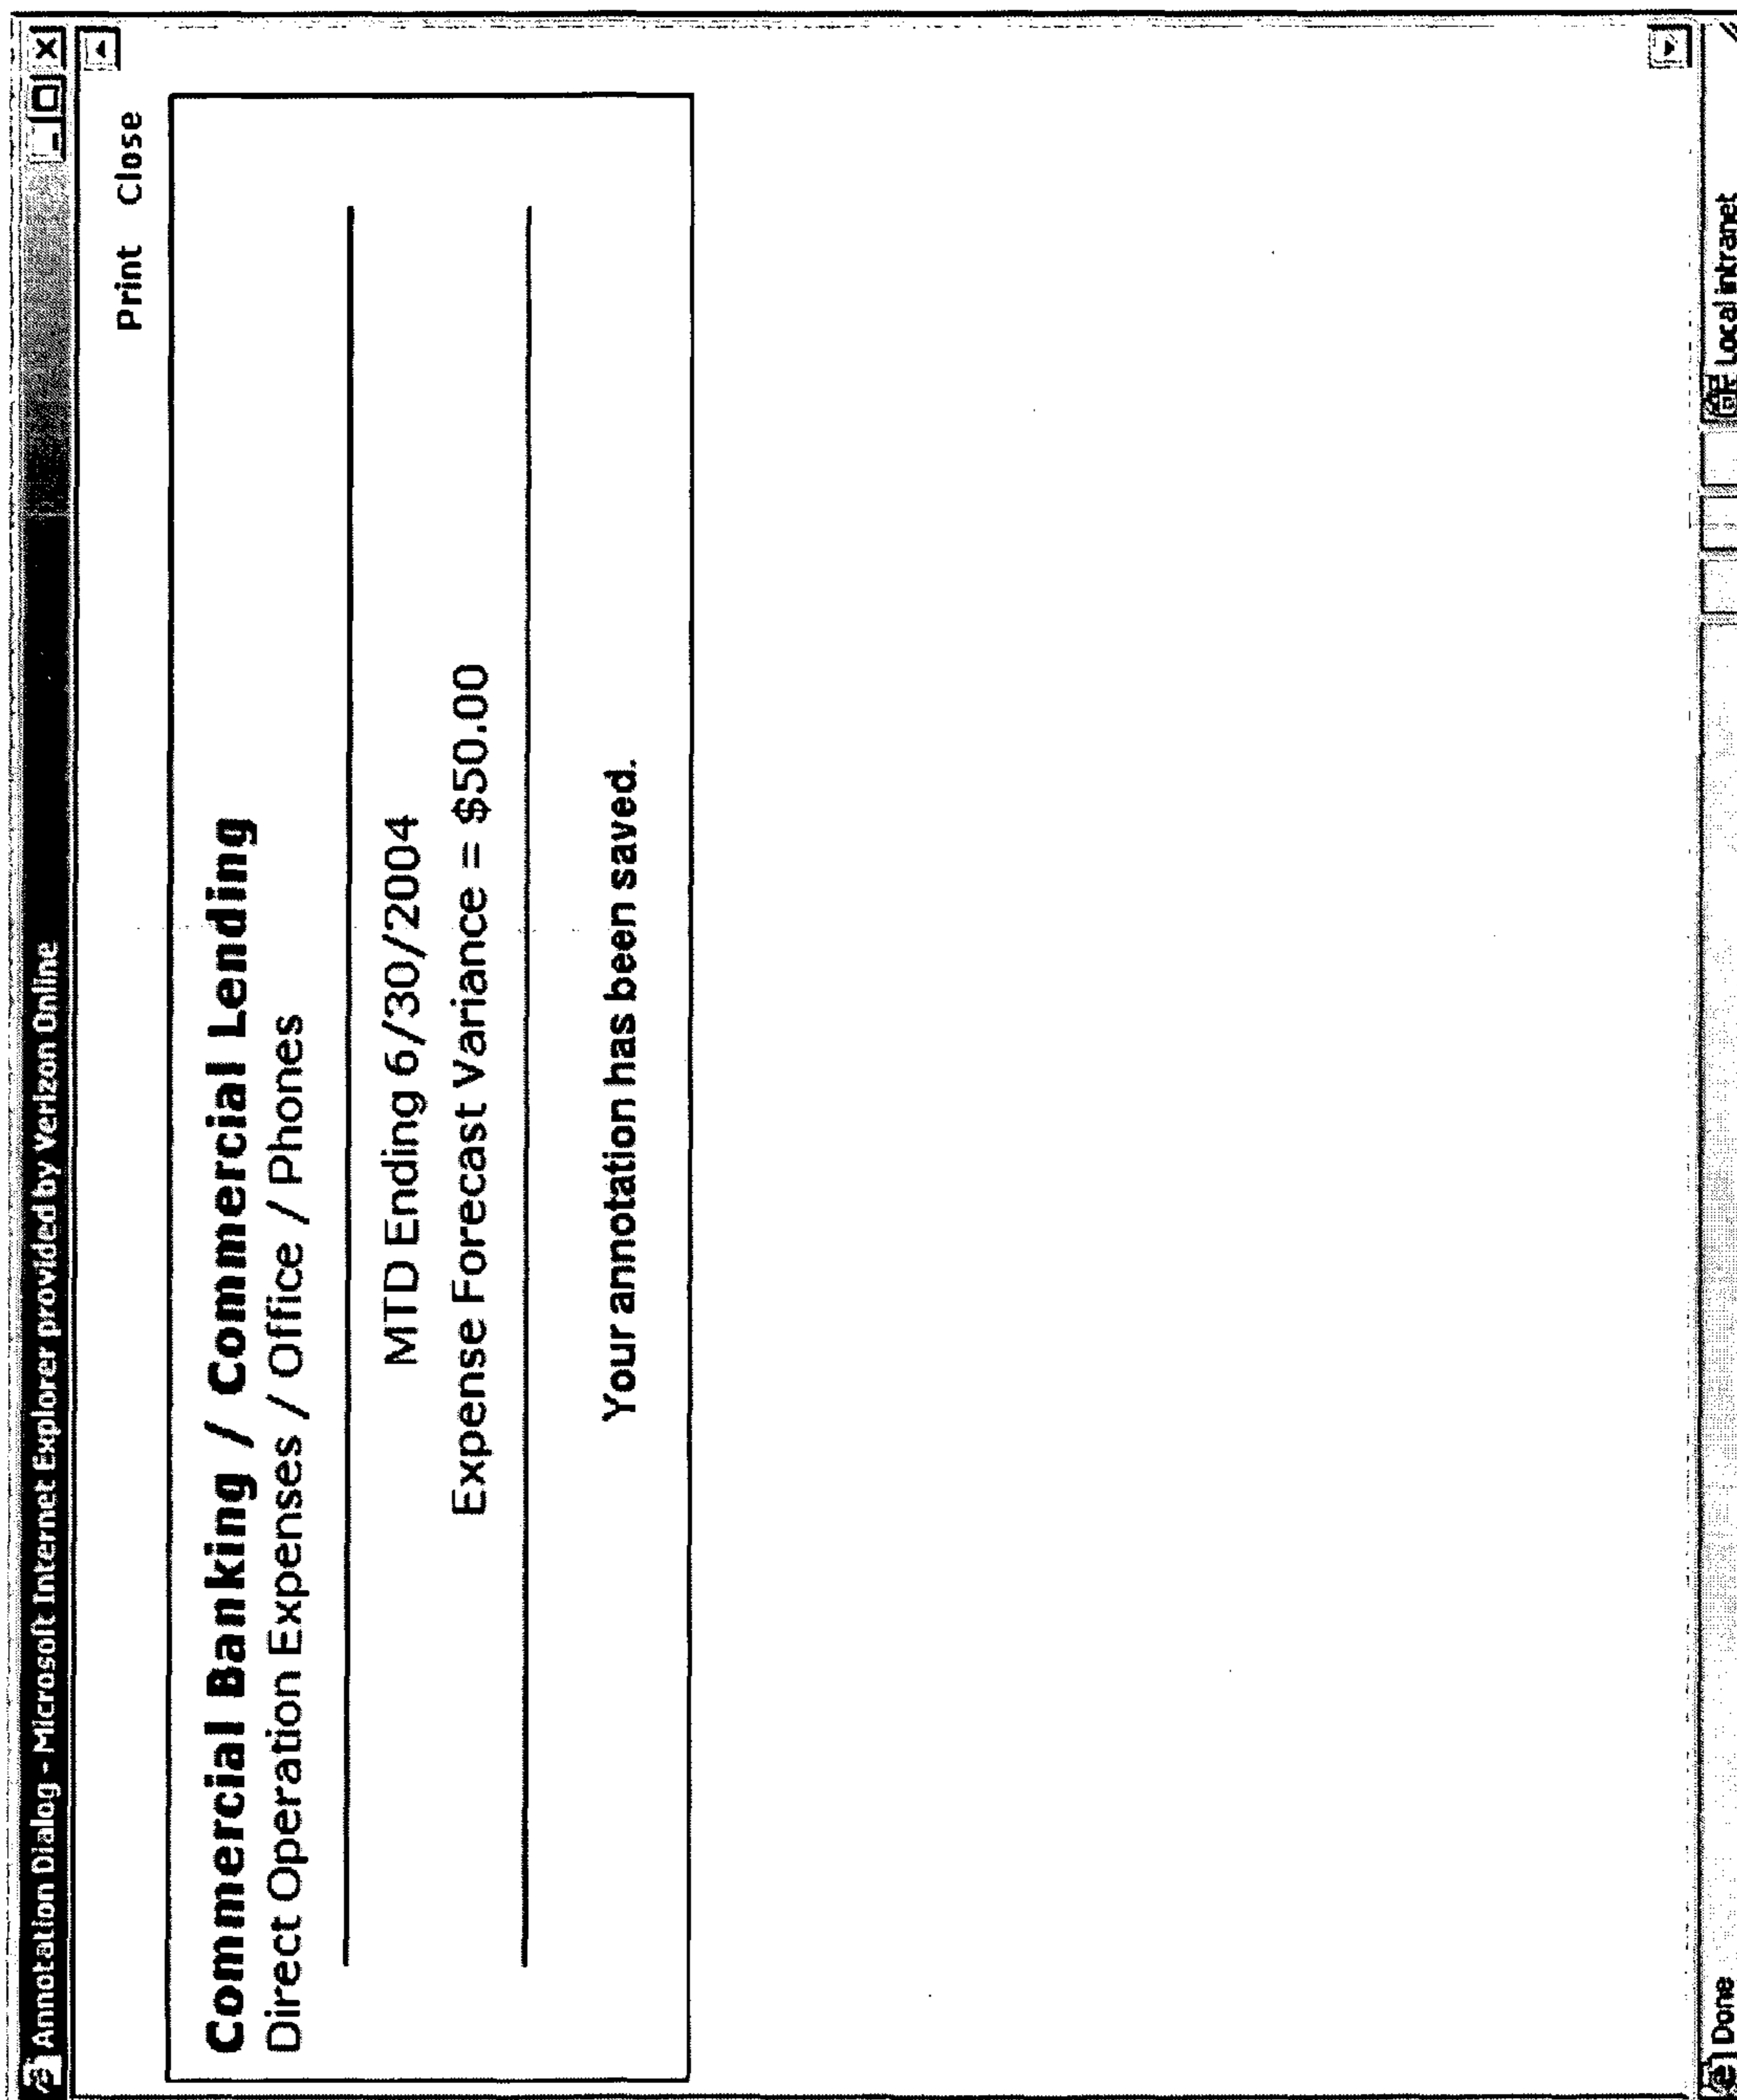 Annotation Dialog - Microsoft Internet Explorer provided by Verizon Online
Print Close
Commercial Banking / Commercial Lending
Direct Operation Expenses / Office / Phones
MTD Ending 6/30/2004
Expense Forecast Variance = $50.00
Your annotation has been saved.
Done
Local intranet